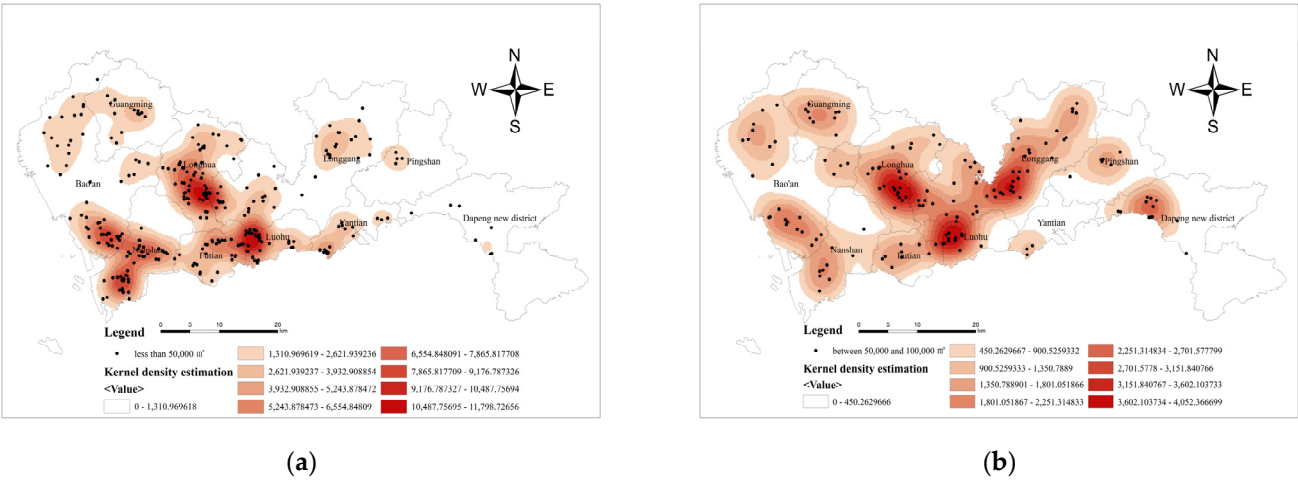 N
W E
S
Guangming
Longhua
Longgang
Pingshan
Bao'an
Dapeng new district
Yantian
Nanshan
Futian
Luohu
0 5 10 20
km
Legend
less than 50,000 ㎡
Kernel density estimation
<Value>
0 - 1,310.969618
1,310.969619 - 2,621.939236
2,621.939237 - 3,932.908854
3,932.908855 - 5,243.878472
5,243.878473 - 6,554.84809
6,554.848091 - 7,865.817708
7,865.817709 - 9,176.787326
9,176.787327 - 10,487.75694
10,487.75695 - 11,798.72656
(a)
N
W E
S
Guangming
Longhua
Longgang
Pingshan
Bao'an
Dapeng new district
Yantian
Nanshan
Futian
Luohu
0 5 10 20
km
Legend
between 50,000 and 100,000 ㎡
Kernel density estimation
<Value>
0 - 450.2629666
450.2629667 - 900.5259332
900.5259333 - 1,350.7889
1,350.788901 - 1,801.051866
1,801.051867 - 2,251.314833
2,251.314834 - 2,701.577799
2,701.5778 - 3,151.840766
3,151.840767 - 3,602.103733
3,602.103734 - 4,052.366699
(b)